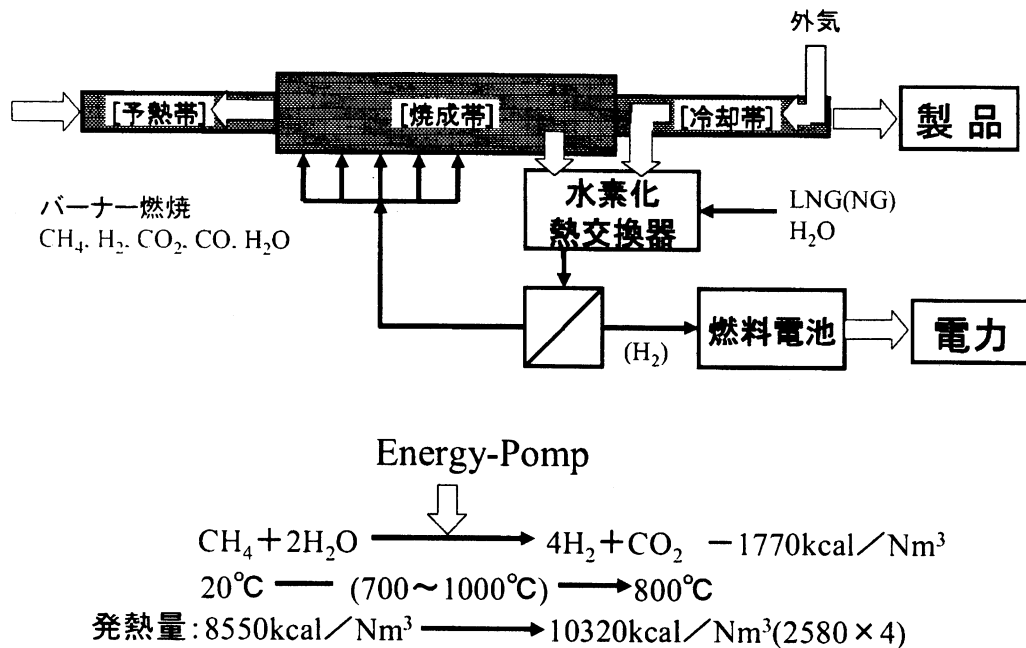 外気
[予熱帯]
[焼成帯]
[冷却帯]
製品
バーナー燃焼
CH₄. H₂. CO₂. CO. H₂O
水素化
熱交換器
LNG(NG)
H₂O
(H₂)
燃料電池
電力
Energy-Pomp
CH₄+2H₂O 4H₂+CO₂ −1770kcal/Nm³
20℃ (700~1000℃) 800℃
発熱量:8550kcal/Nm³ 10320kcal/Nm³(2580×4)